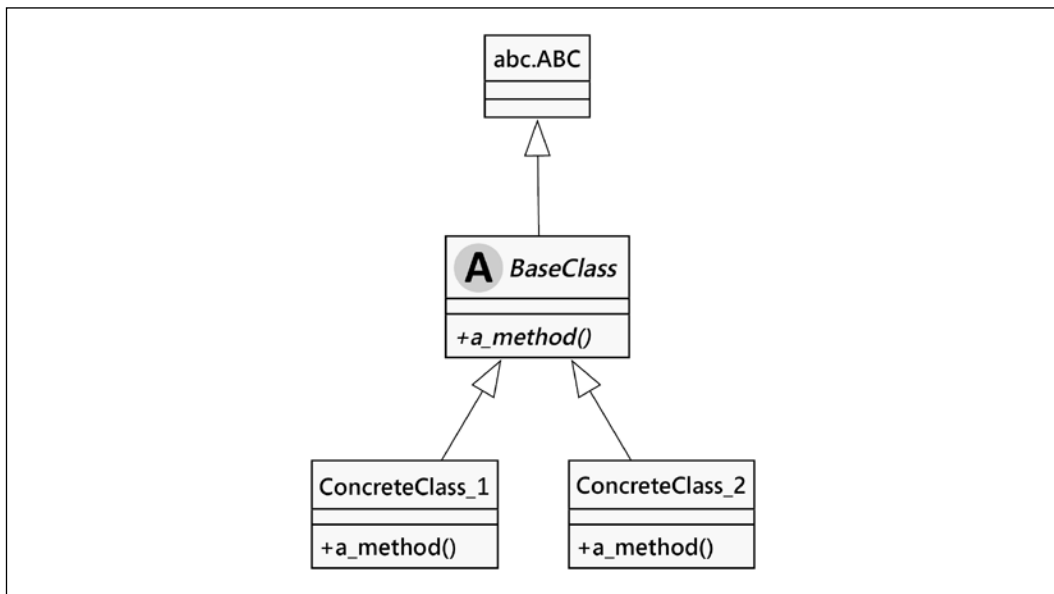 abc.ABC
A BaseClass
+a_method()
ConcreteClass_1
+a_method()
ConcreteClass_2
+a_method()